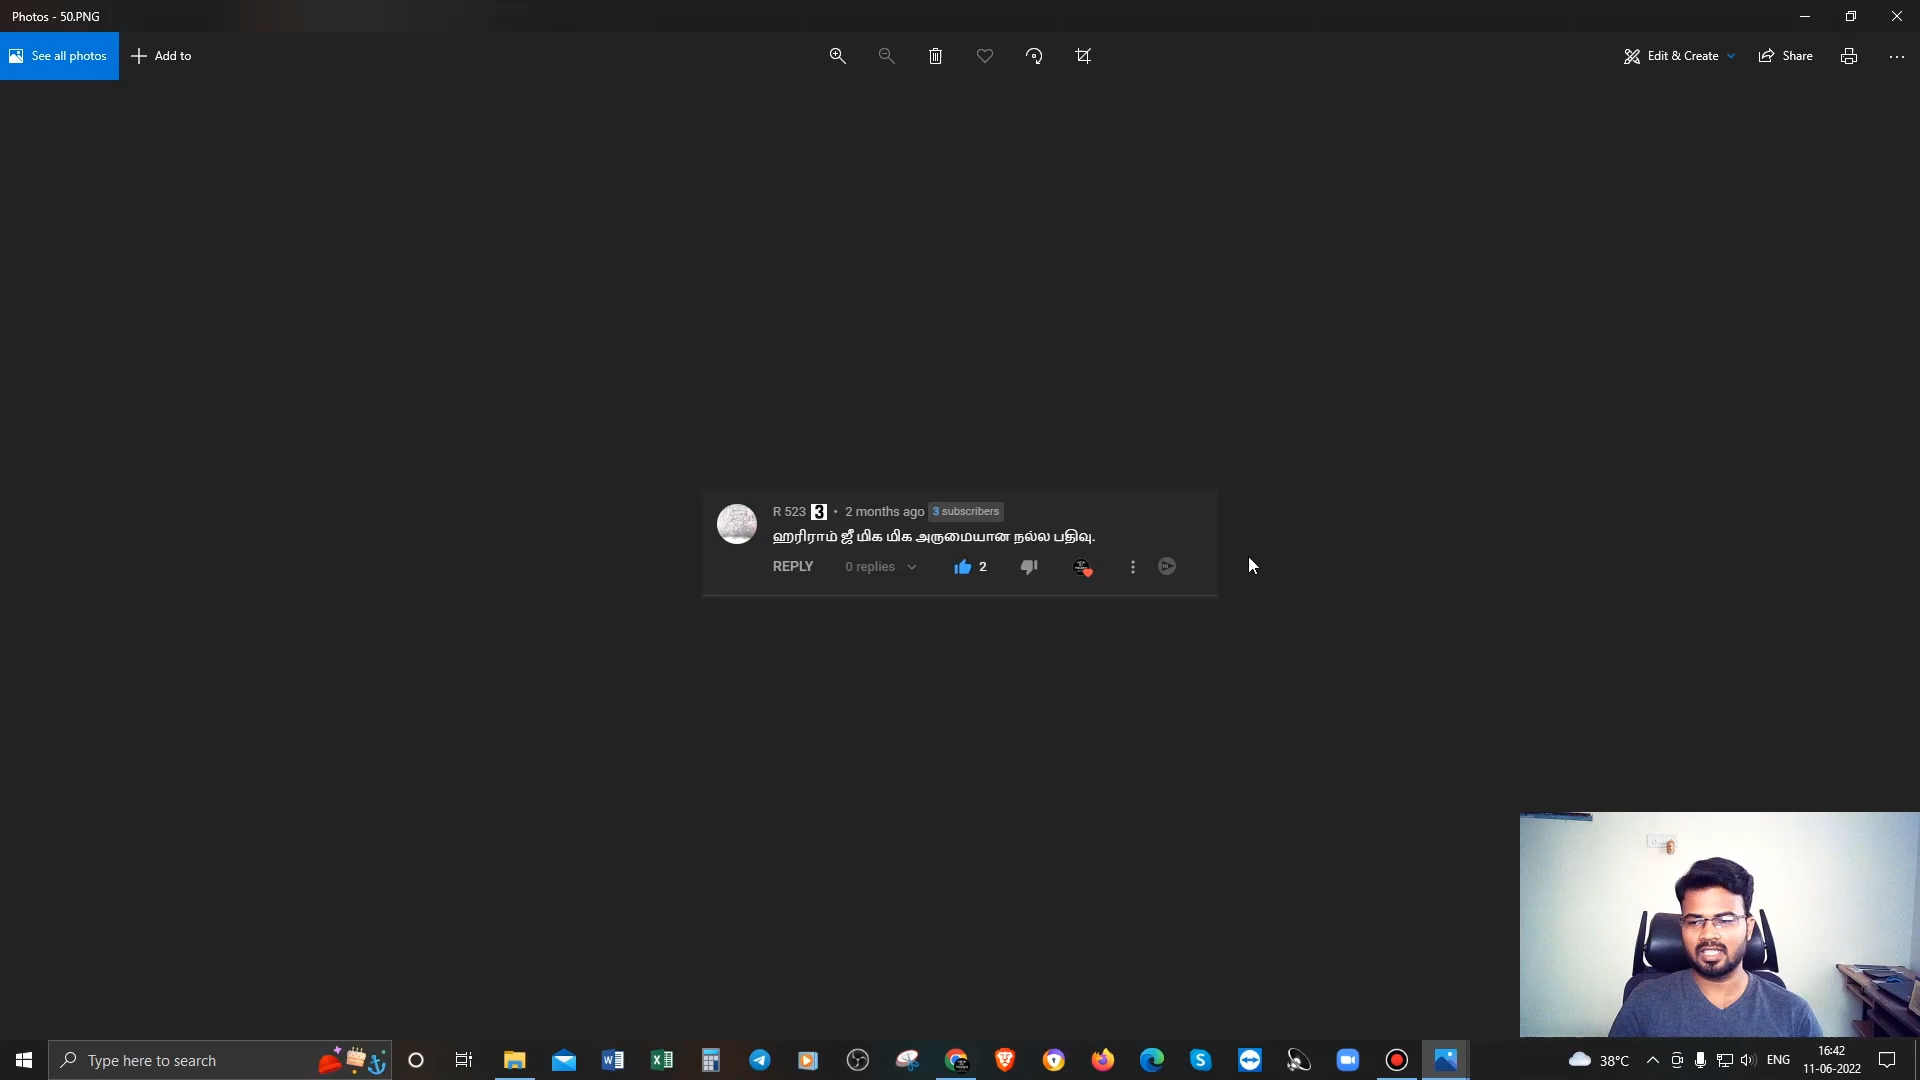 Photos - 50.PNG
See all photos
Add to
Edit & Create
Share
R 523 3 • 2 months ago 3 subscribers
ஹரிராம் ஜீ மிக மிக அருமையான நல்ல பதிவு.
REPLY 0 replies 2
Type here to search
38°C
ENG
16:42
11-06-2022